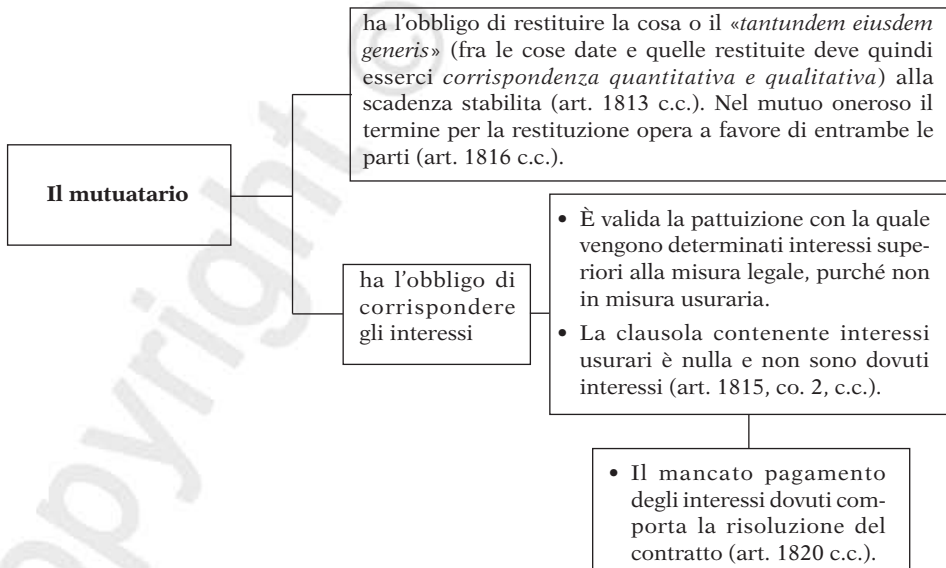 ha l'obbligo di restituire la cosa o il «tantundem eiusdem
generis» (fra le cose date e quelle restituite deve quindi
esserci corrispondenza quantitativa e qualitativa) alla
scadenza stabilita (art. 1813 c.c.). Nel mutuo oneroso il
termine per la restituzione opera a favore di entrambe le
parti (art. 1816 c.c.).
Il mutuatario
ha l'obbligo di
corrispondere
gli interessi
• È valida la pattuizione con la quale
vengono determinati interessi supe-
riori alla misura legale, purché non
in misura usuraria.
• La clausola contenente interessi
usurari è nulla e non sono dovuti
interessi (art. 1815, co. 2, c.c.).
• Il mancato pagamento
degli interessi dovuti com-
porta la risoluzione del
contratto (art. 1820 c.c.).
opyright ©